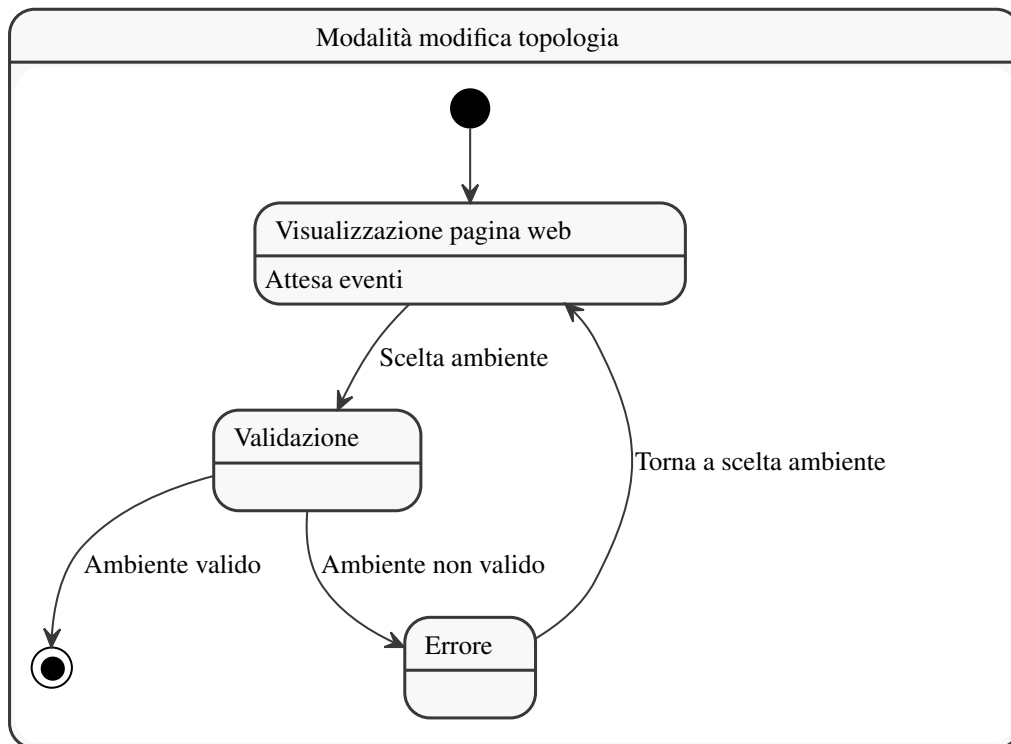 Modalità modifica topologia
Visualizzazione pagina web
Attesa eventi
Scelta ambiente
Validazione
Torna a scelta ambiente
Ambiente valido
Ambiente non valido
Errore